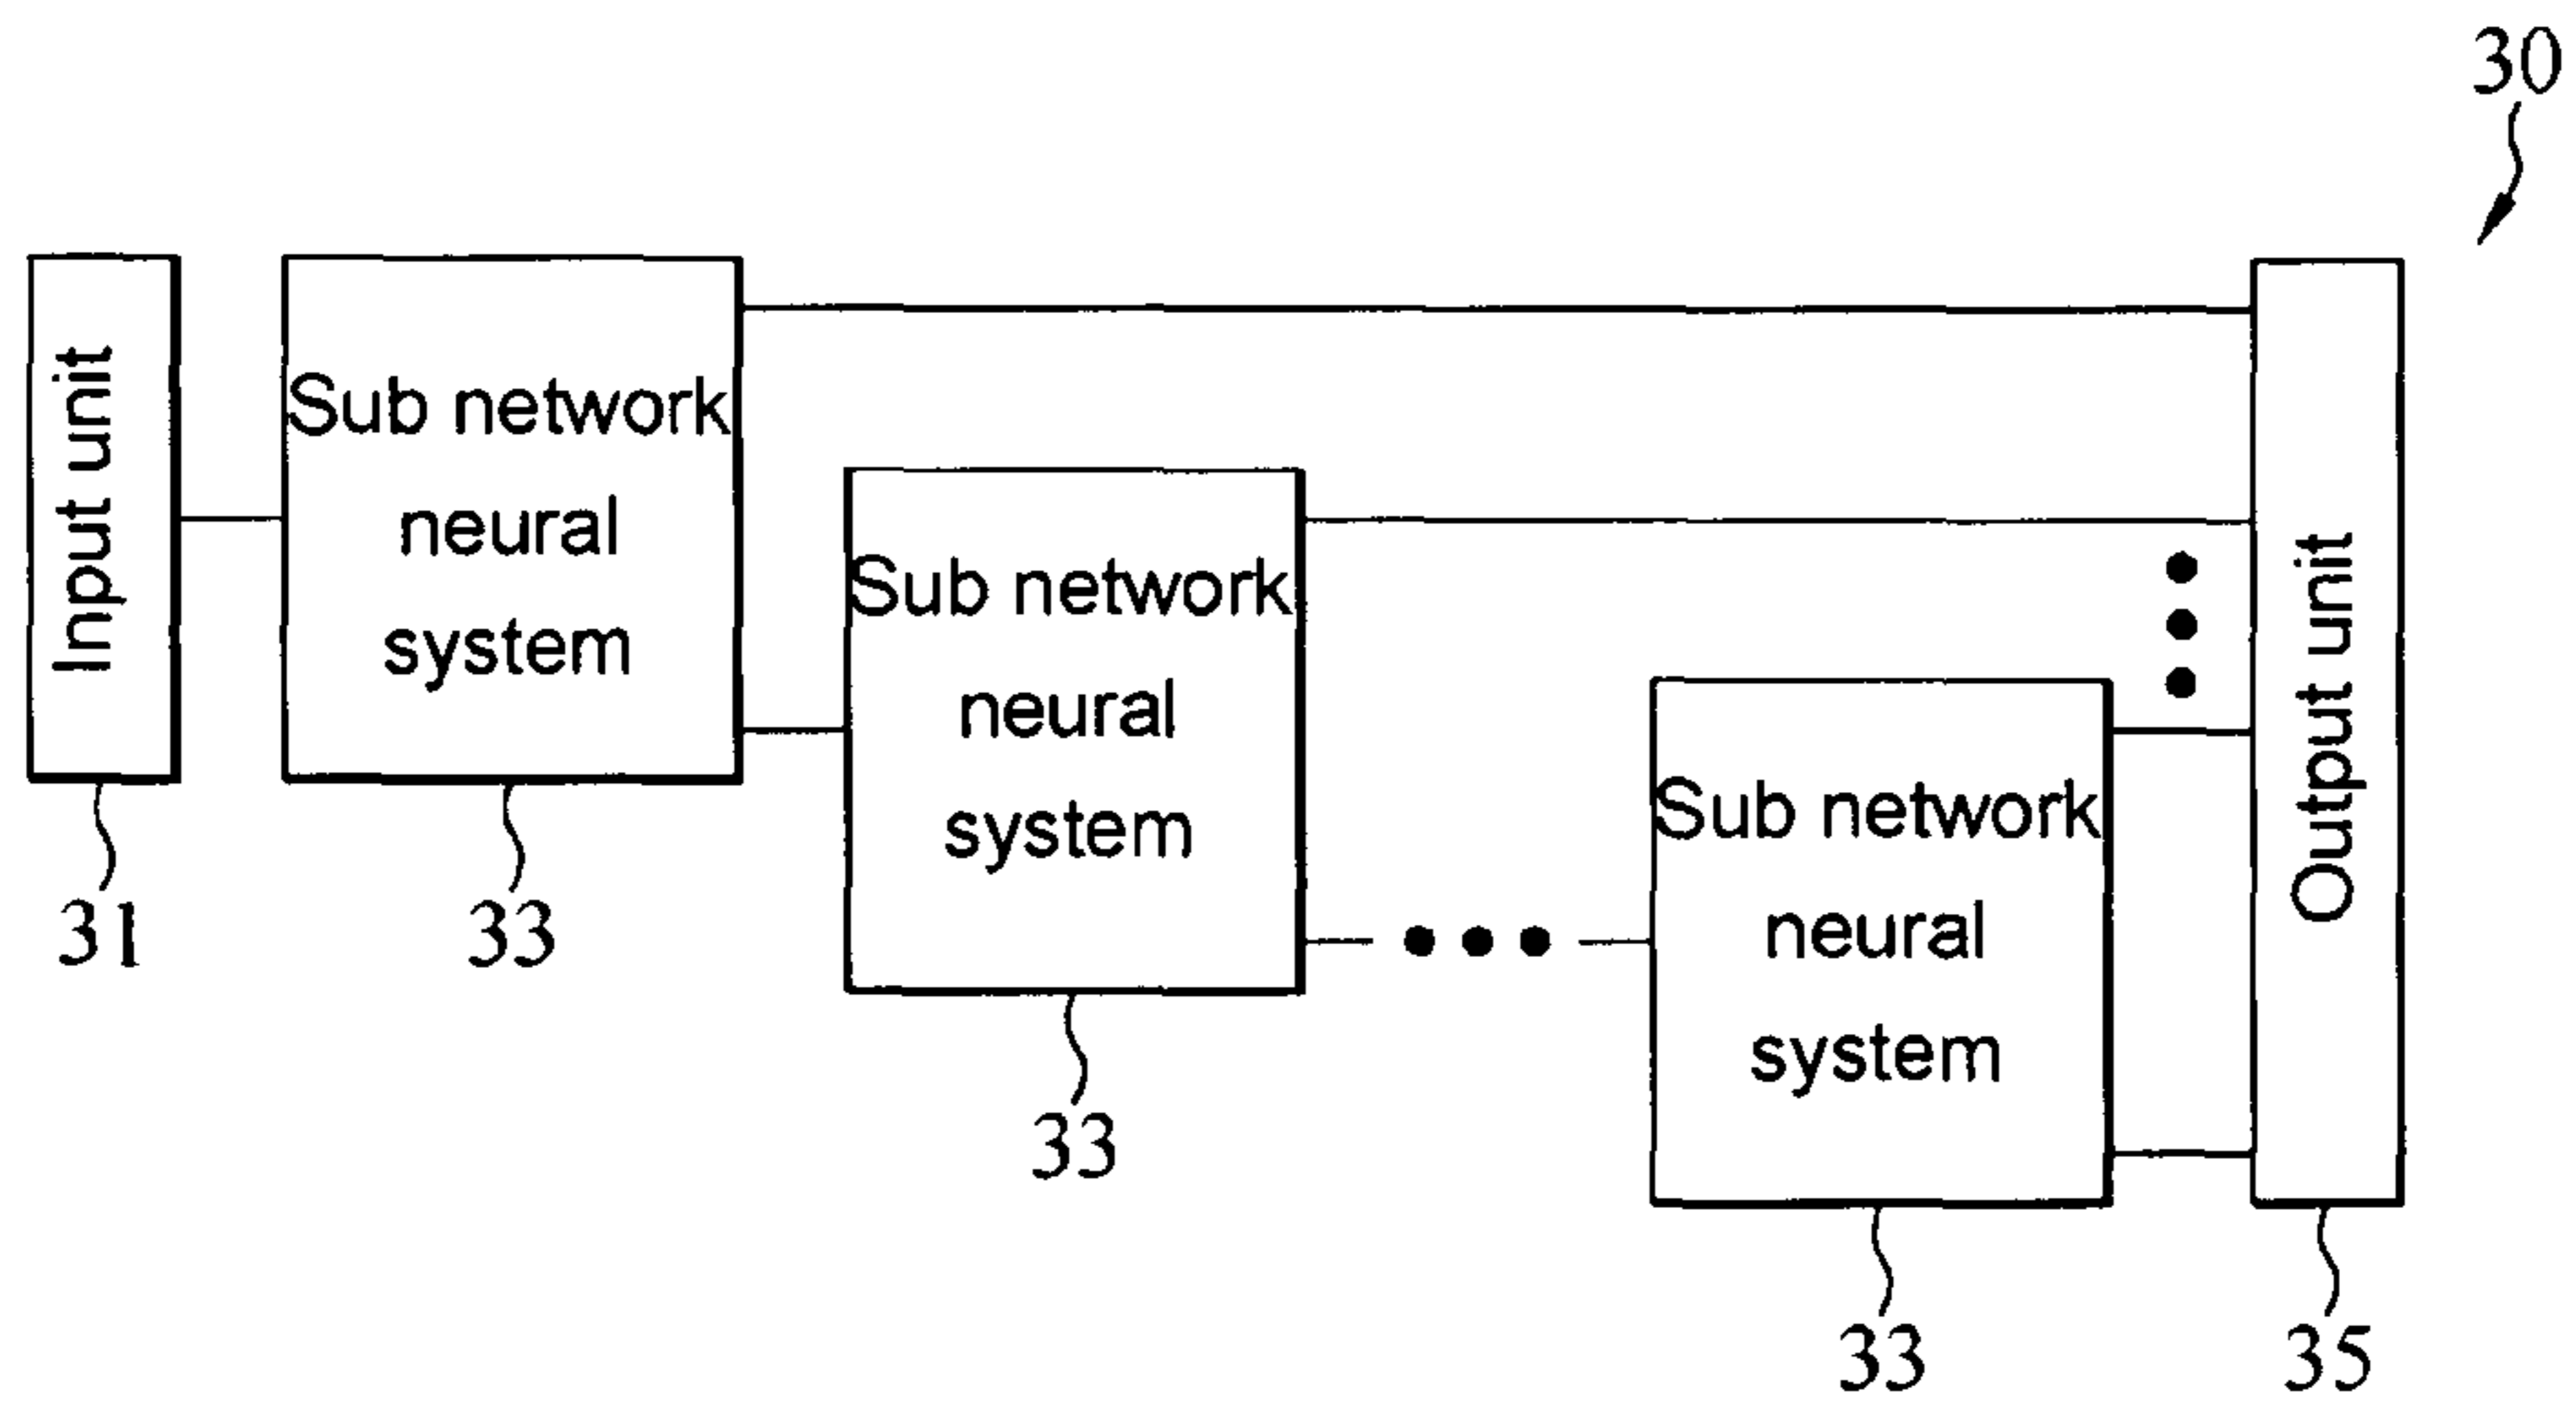 30
Input unit
Sub network
neural
system
Sub network
neural
system
Sub network
neural
system
Output unit
31
33
33
33
35